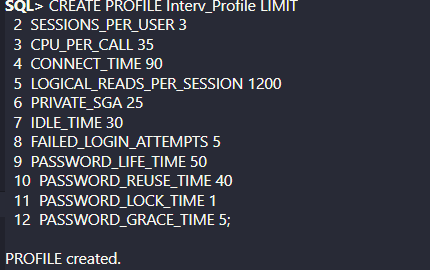 SQL> CREATE PROFILE Interv_Profile LIMIT
2 SESSIONS_PER_USER 3
3 CPU_PER_CALL 35
4 CONNECT_TIME 90
5 LOGICAL_READS_PER_SESSION 1200
6 PRIVATE_SGA 25
7 IDLE_TIME 30
8 FAILED_LOGIN_ATTEMPTS 5
9 PASSWORD_LIFE_TIME 50
10 PASSWORD_REUSE_TIME 40
11 PASSWORD_LOCK_TIME 1
12 PASSWORD_GRACE_TIME 5;
PROFILE created.